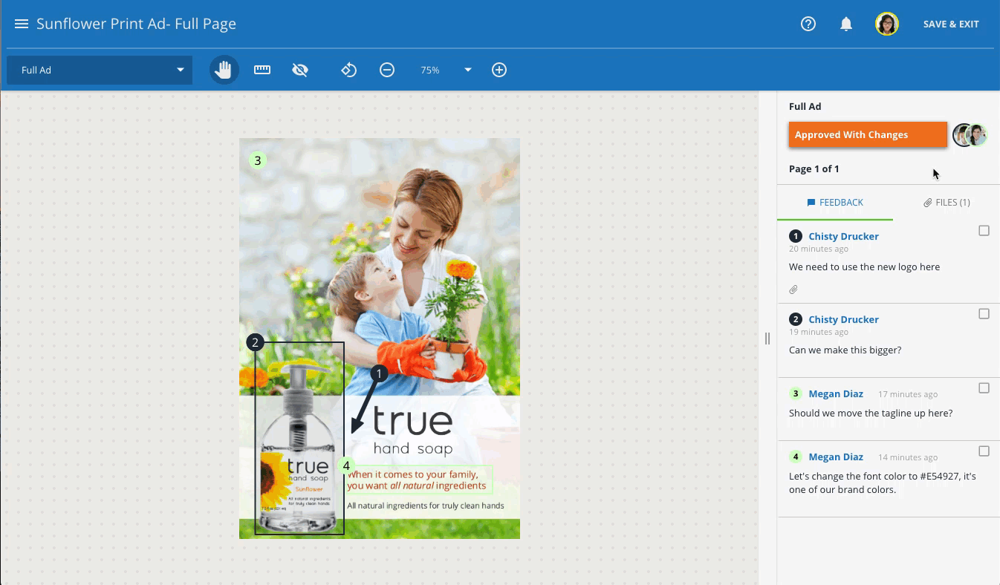 Sunflower Print Ad- Full Page
SAVE & EXIT
Full Ad
75%
3
2
1
true
hand soap
4
When it comes to your family,
you want all natural ingredients
All natural ingredients for truly clean hands
true
hand soap
Sunflower
All natural ingredients
for truly clean hands
Full Ad
Approved With Changes
Page 1 of 1
FEEDBACK
FILES (1)
1 Chisty Drucker
20 minutes ago
We need to use the new logo here
2 Chisty Drucker
19 minutes ago
Can we make this bigger?
3 Megan Diaz 17 minutes ago
Should we move the tagline up here?
4 Megan Diaz 14 minutes ago
Let's change the font color to #E54927, it's
one of our brand colors.